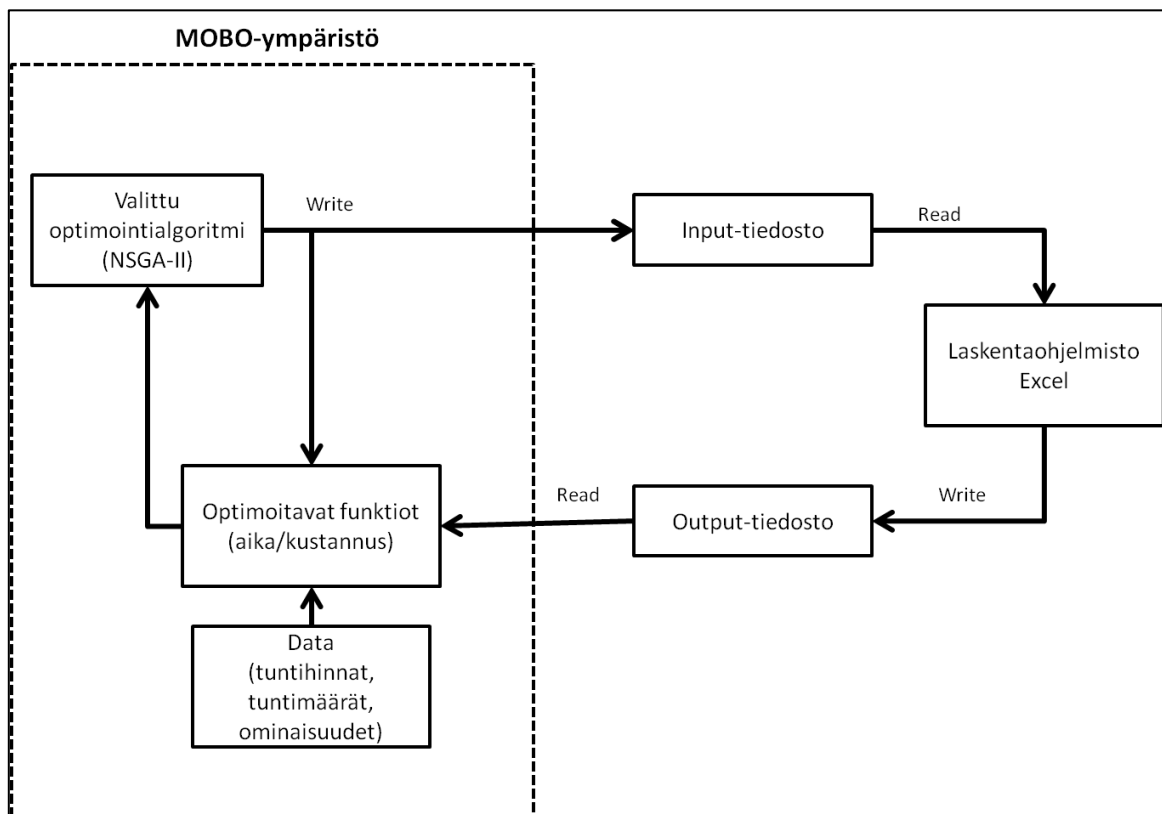 MOBO-ympäristö
Valittu
optimointialgoritmi
(NSGA-II)
Write
Input-tiedosto
Read
Laskentaohjelmisto
Excel
Write
Output-tiedosto
Read
Optimoitavat funktiot
(aika/kustannus)
Data
(tuntihinnat,
tuntimäärät,
ominaisuudet)